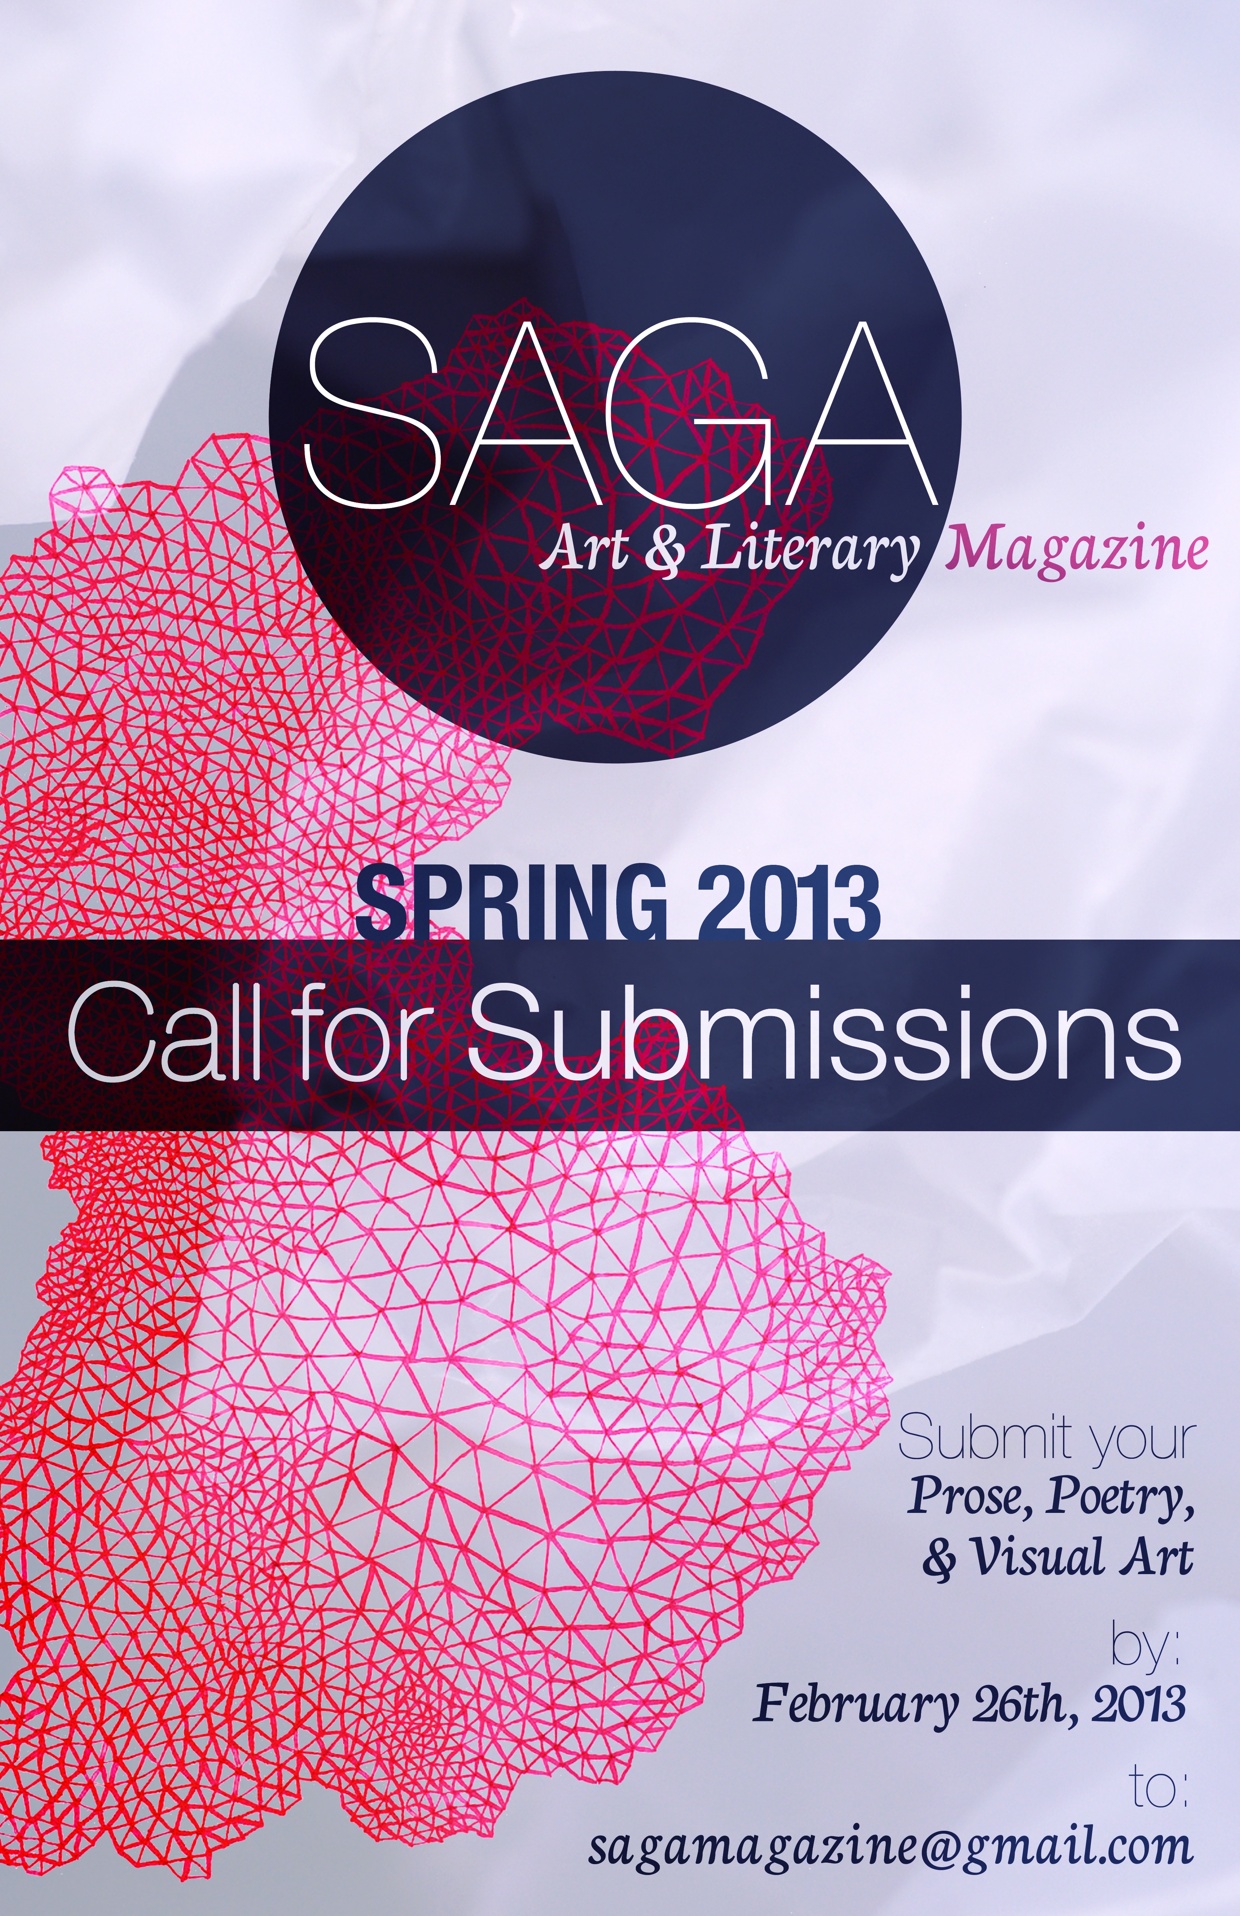 SAGA
Art & Literary Magazine
SPRING 2013
Call for Submissions
Submit your
Prose, Poetry,
& Visual Art
by:
February 26th, 2013
to:
sagamagazine@gmail.com